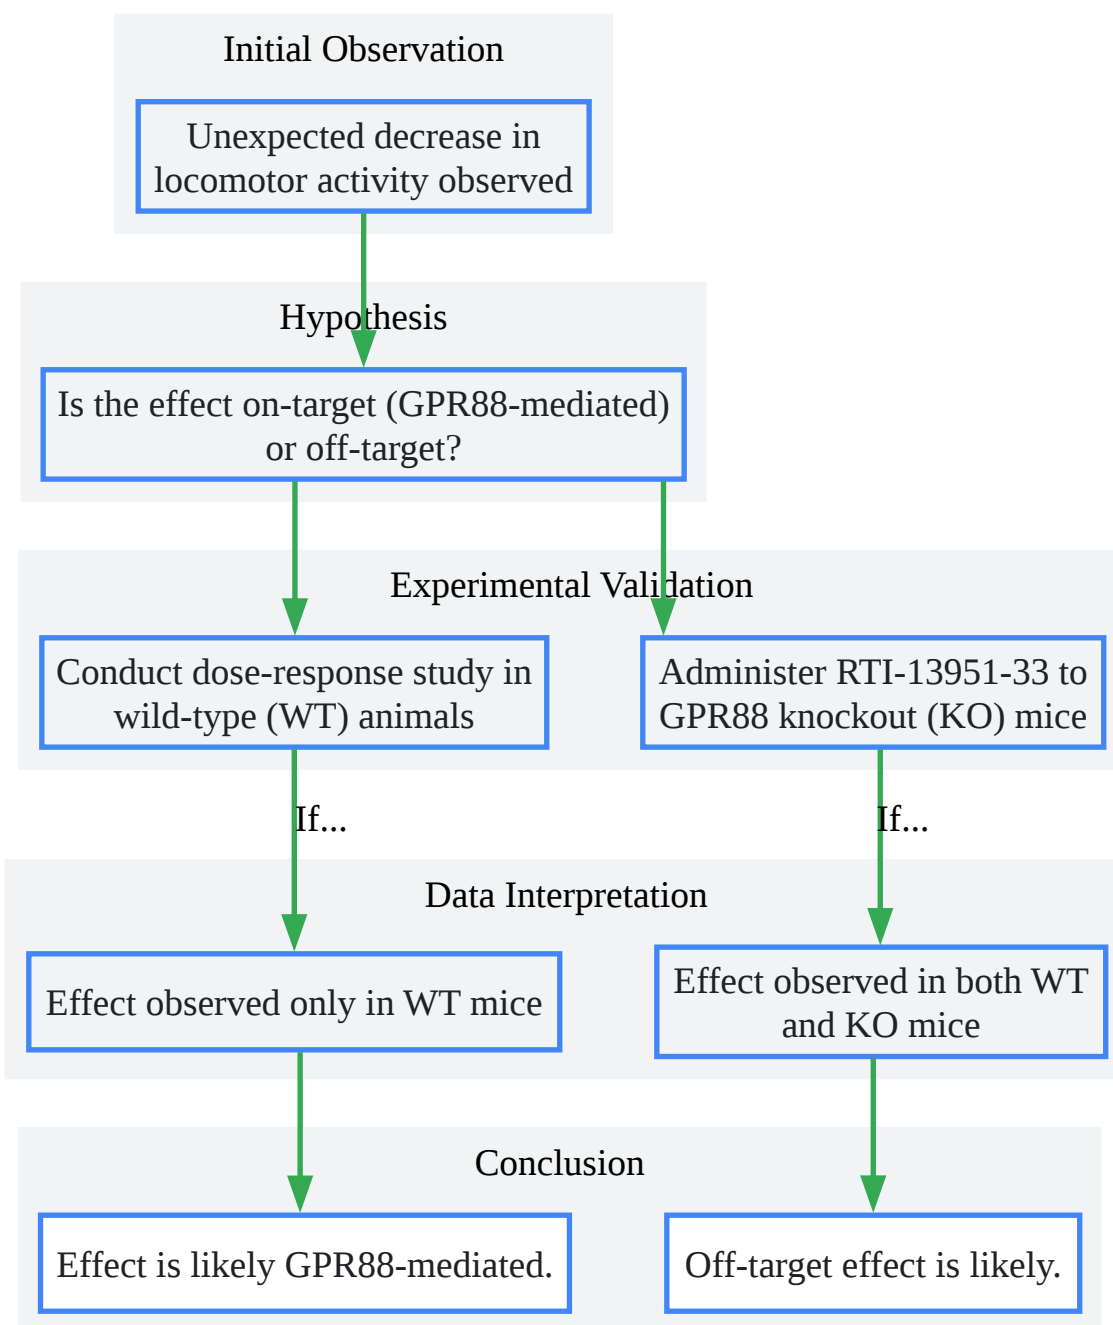 Initial Observation
Unexpected decrease in
locomotor activity observed
Hypothesis
Is the effect on-target (GPR88-mediated)
or off-target?
Experimental Validation
Conduct dose-response study in
wild-type (WT) animals
Administer RTI-13951-33 to
GPR88 knockout (KO) mice
If...
If...
Data Interpretation
Effect observed only in WT mice
Effect observed in both WT
and KO mice
Conclusion
Effect is likely GPR88-mediated.
Off-target effect is likely.